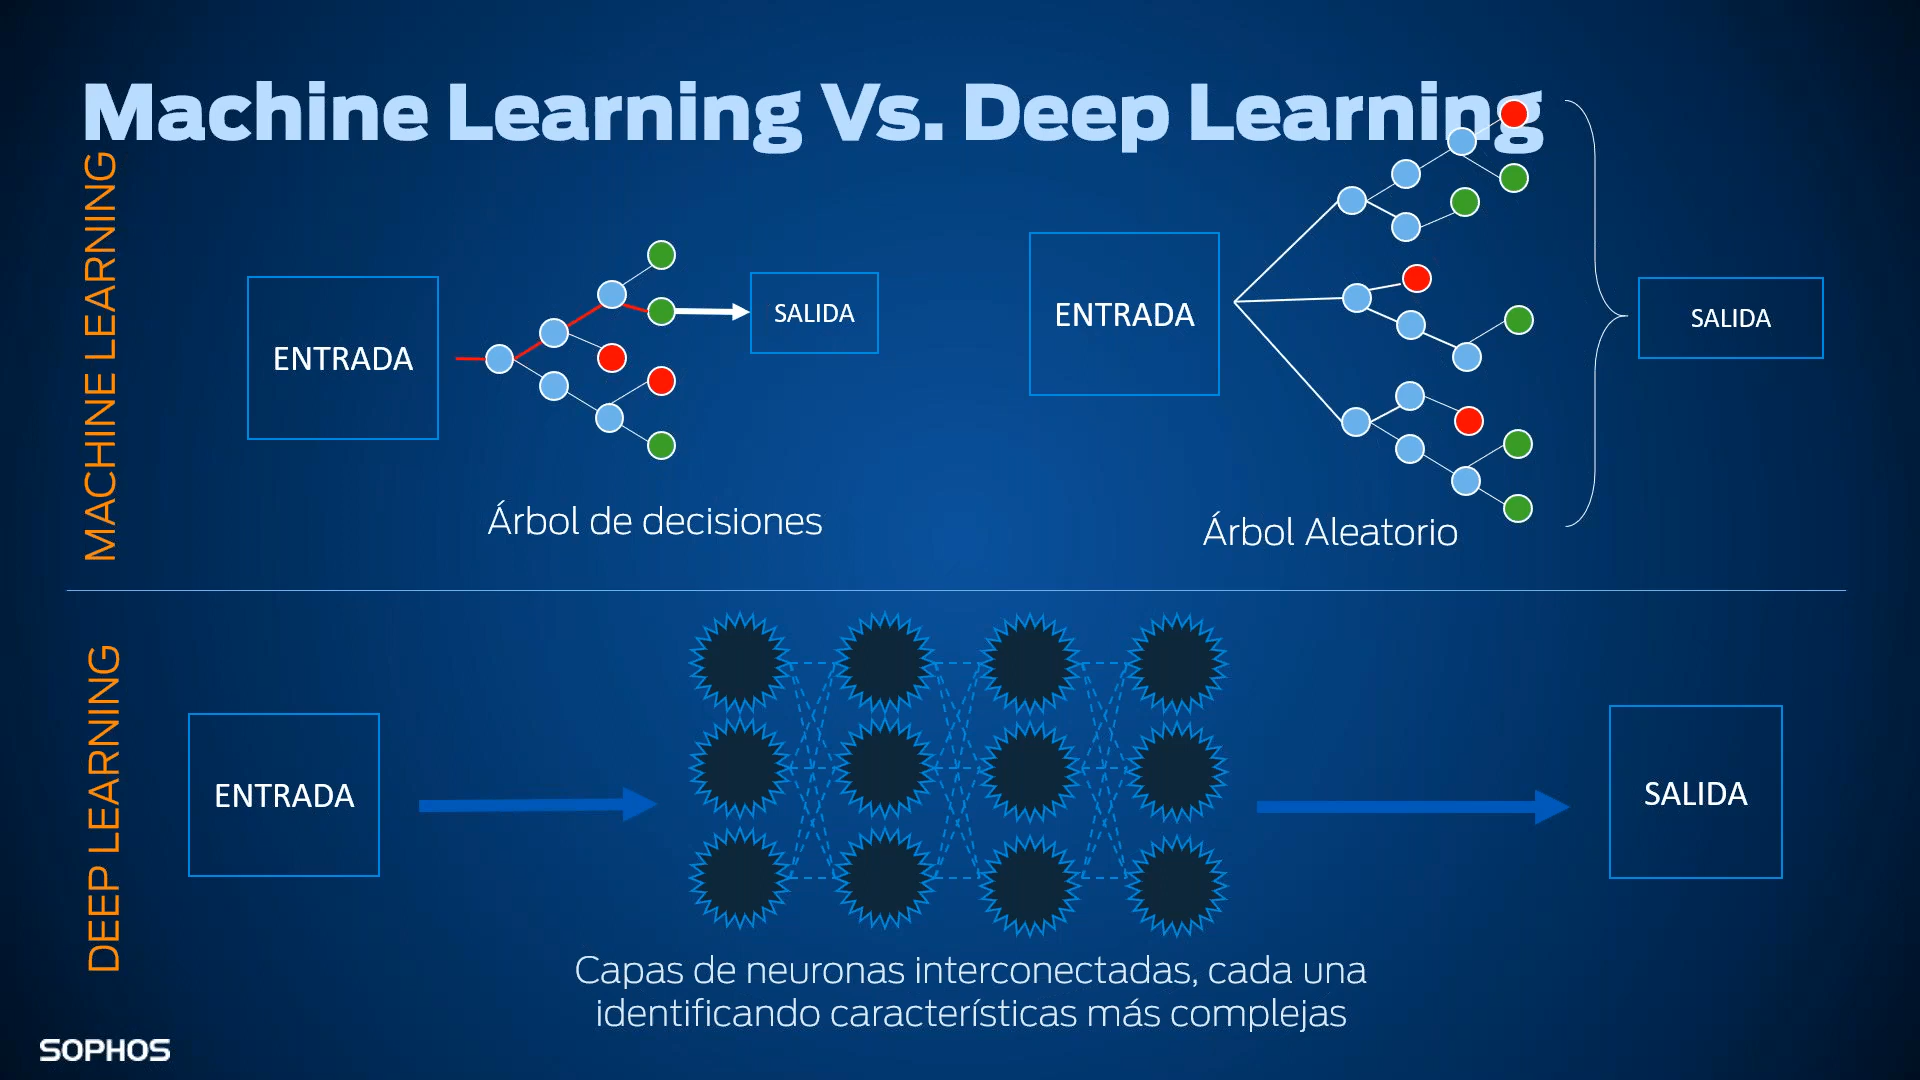 Machine Learning Vs. Deep Learning
MACHINE LEARNING
ENTRADA
SALIDA
Árbol de decisiones
ENTRADA
SALIDA
Árbol Aleatorio
DEEP LEARNING
ENTRADA
SALIDA
Capas de neuronas interconectadas, cada una
identificando características más complejas
SOPHOS